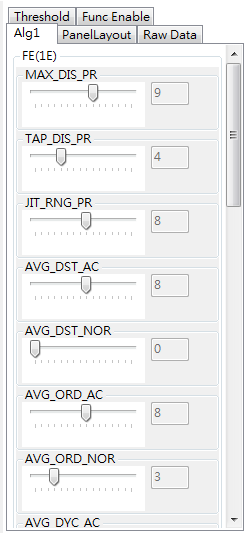 Threshold Func Enable
Alg1 PanelLayout Raw Data
FE(1E)
MAX_DIS_PR
9
TAP_DIS_PR
4
JIT_RNG_PR
8
AVG_DST_AC
8
AVG_DST_NOR
0
AVG_ORD_AC
8
AVG_ORD_NOR
3
AVG_DYC_AC